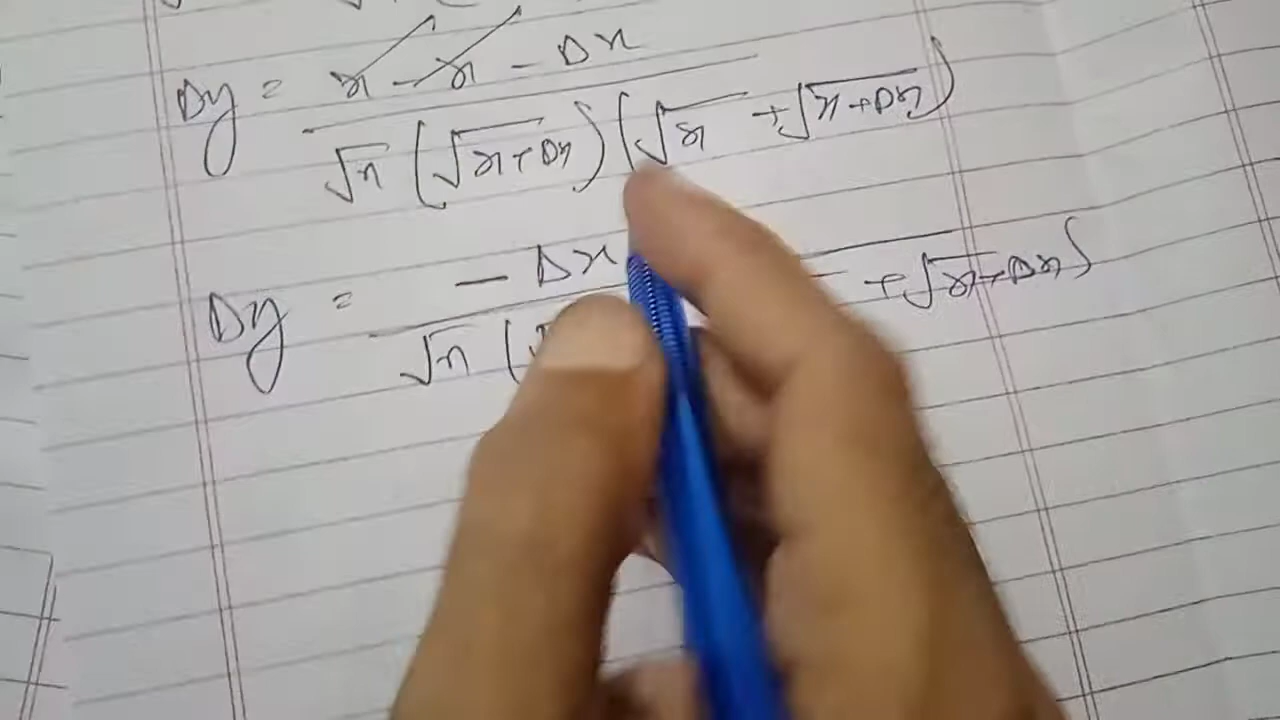 Δy = x - x - Δx
√x (√x+Δx) (√x + √x+Δx)
Δy = - Δx
√x ( + √x+Δx)